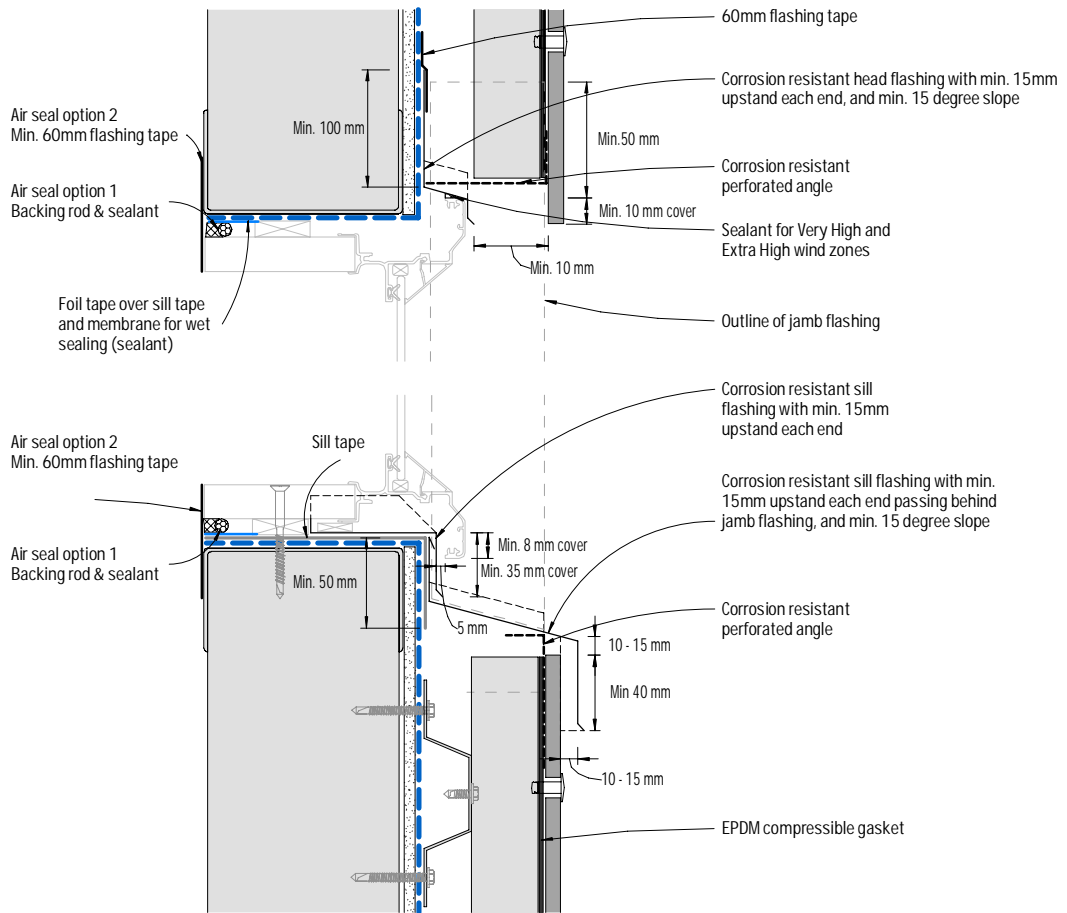 60mm flashing tape
Corrosion resistant head flashing with min. 15mm
upstand each end, and min. 15 degree slope
Air seal option 2
Min. 60mm flashing tape
Min. 100 mm
Min.50 mm
Corrosion resistant
perforated angle
Air seal option 1
Backing rod & sealant
Min. 10 mm cover
Sealant for Very High and
Extra High wind zones
Min. 10 mm
Foil tape over sill tape
and membrane for wet
sealing (sealant)
Outline of jamb flashing
Corrosion resistant sill
flashing with min. 15mm
upstand each end
Air seal option 2
Min. 60mm flashing tape
Sill tape
Corrosion resistant sill flashing with min.
15mm upstand each end passing behind
jamb flashing, and min. 15 degree slope
Air seal option 1
Backing rod & sealant
Min. 8 mm cover
Min. 35 mm cover
Min. 50 mm
5 mm
Corrosion resistant
perforated angle
10 - 15 mm
Min 40 mm
10 - 15 mm
EPDM compressible gasket